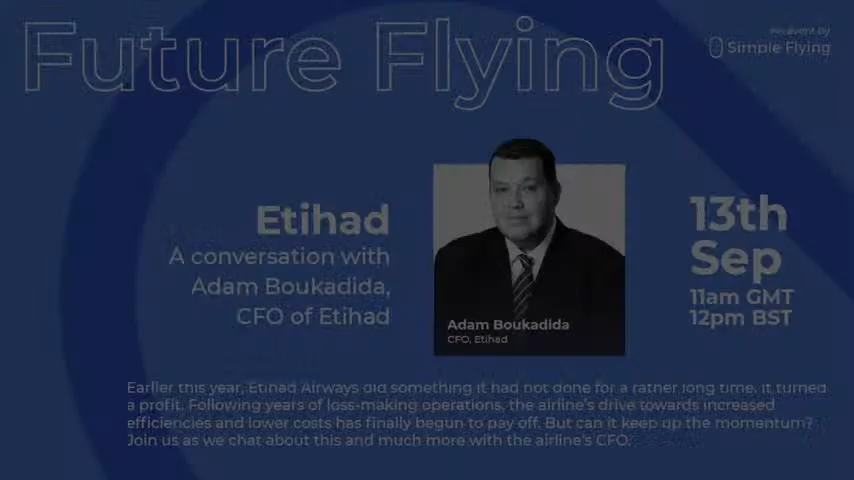 Future Flying
An event by
Simple Flying
Etihad
A conversation with
Adam Boukadida,
CFO of Etihad
Adam Boukadida
CFO, Etihad
13th
Sep
11am GMT
12pm BST
Earlier this year, Etihad Airways did something it had not done for a rather long time. It turned
a profit. Following years of loss-making operations, the airline's drive towards increased
efficiencies and lower costs has finally begun to pay off. But can it keep up the momentum?
Join us as we chat about this and much more with the airline's CFO.